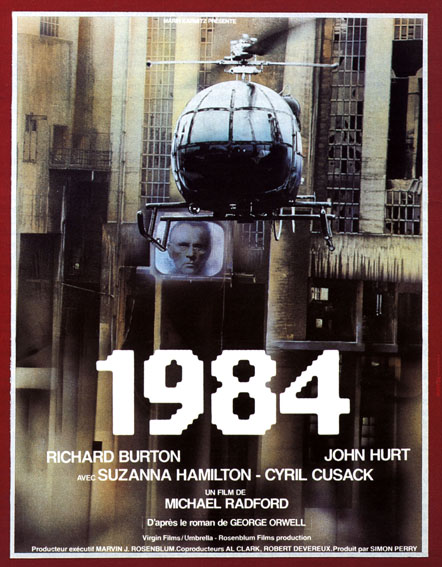 MARIE KARMITZ PRÉSENTE
1984
RICHARD BURTON JOHN HURT
AVEC SUZANNA HAMILTON - CYRIL CUSACK
UN FILM DE
MICHAEL RADFORD
D'après le roman de GEORGE ORWELL
Virgin Films/Umbrella - Rosenblum Films production
Producteur exécutif MARVIN J. ROSENBLUM.Coproducteurs AL CLARK, ROBERT DEVEREUX.Produit par SIMON PERRY